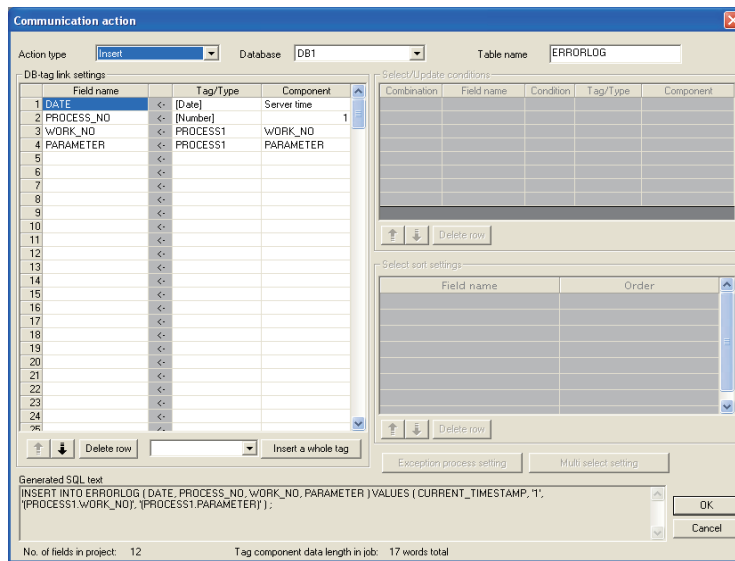 Communication action
Action type Insert Database DB1 Table name ERRORLOG
DB-tag link settings
Field name Tag/Type Component
1 DATE <- [Date] Server time
2 PROCESS_NO <- [Number] 1
3 WORK_NO <- PROCESS1 WORK_NO
4 PARAMETER <- PROCESS1 PARAMETER
5 <-
6 <-
7 <-
8 <-
9 <-
10 <-
11 <-
12 <-
13 <-
14 <-
15 <-
16 <-
17 <-
18 <-
19 <-
20 <-
21 <-
22 <-
23 <-
24 <-
25 <-
Delete row Insert a whole tag
Select/Update conditions
Combination Field name Condition Tag/Type Component
Delete row
Select sort settings
Field name Order
Delete row
Exception process setting Multi select setting
Generated SQL text
INSERT INTO ERRORLOG ( DATE, PROCESS_NO, WORK_NO, PARAMETER ) VALUES ( CURRENT_TIMESTAMP, '1',
'(PROCESS1.WORK_NO)', '(PROCESS1.PARAMETER)' ) ;
OK
Cancel
No. of fields in project: 12 Tag component data length in job: 17 words total